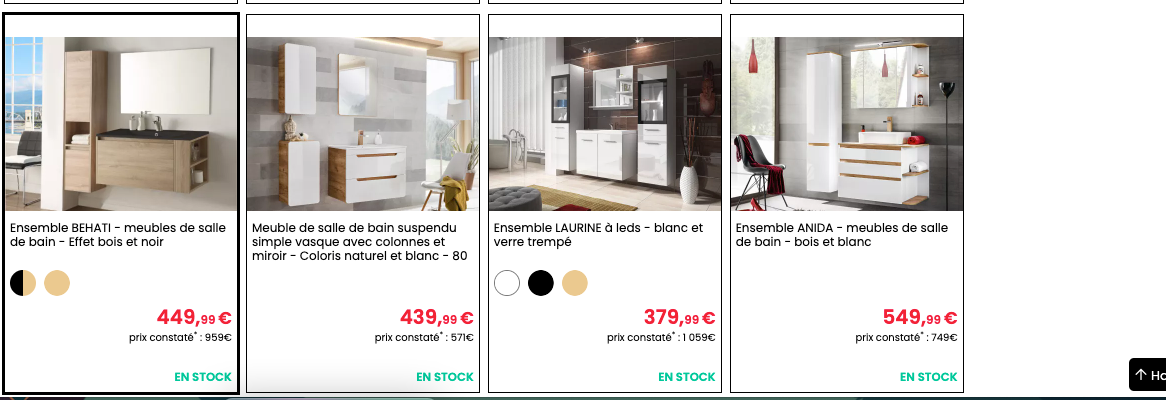 Ensemble BEHATI - meubles de salle
de bain - Effet bois et noir
449,99 €
prix constaté* : 959€
EN STOCK
Meuble de salle de bain suspendu
simple vasque avec colonnes et
miroir - Coloris naturel et blanc - 80
439,99 €
prix constaté* : 571€
EN STOCK
Ensemble LAURINE à leds - blanc et
verre trempé
379,99 €
prix constaté* : 1 059€
EN STOCK
Ensemble ANIDA - meubles de salle
de bain - bois et blanc
549,99 €
prix constaté* : 749€
EN STOCK